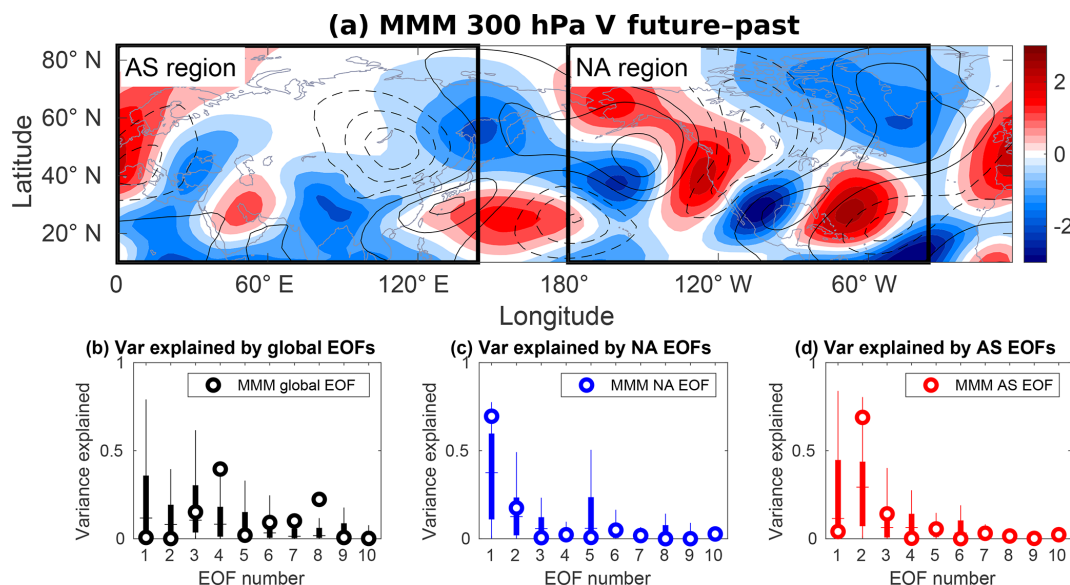 (a) MMM 300 hPa V future–past
AS region
NA region
80° N
60° N
40° N
20° N
Latitude
0
60° E
120° E
180° W
120° W
60° W
Longitude
2
0
-2
(b) Var explained by global EOFs
MMM global EOF
1
0.5
0
Variance explained
1 2 3 4 5 6 7 8 9 10
EOF number
(c) Var explained by NA EOFs
MMM NA EOF
1
0.5
0
Variance explained
1 2 3 4 5 6 7 8 9 10
EOF number
(d) Var explained by AS EOFs
MMM AS EOF
1
0.5
0
Variance explained
1 2 3 4 5 6 7 8 9 10
EOF number